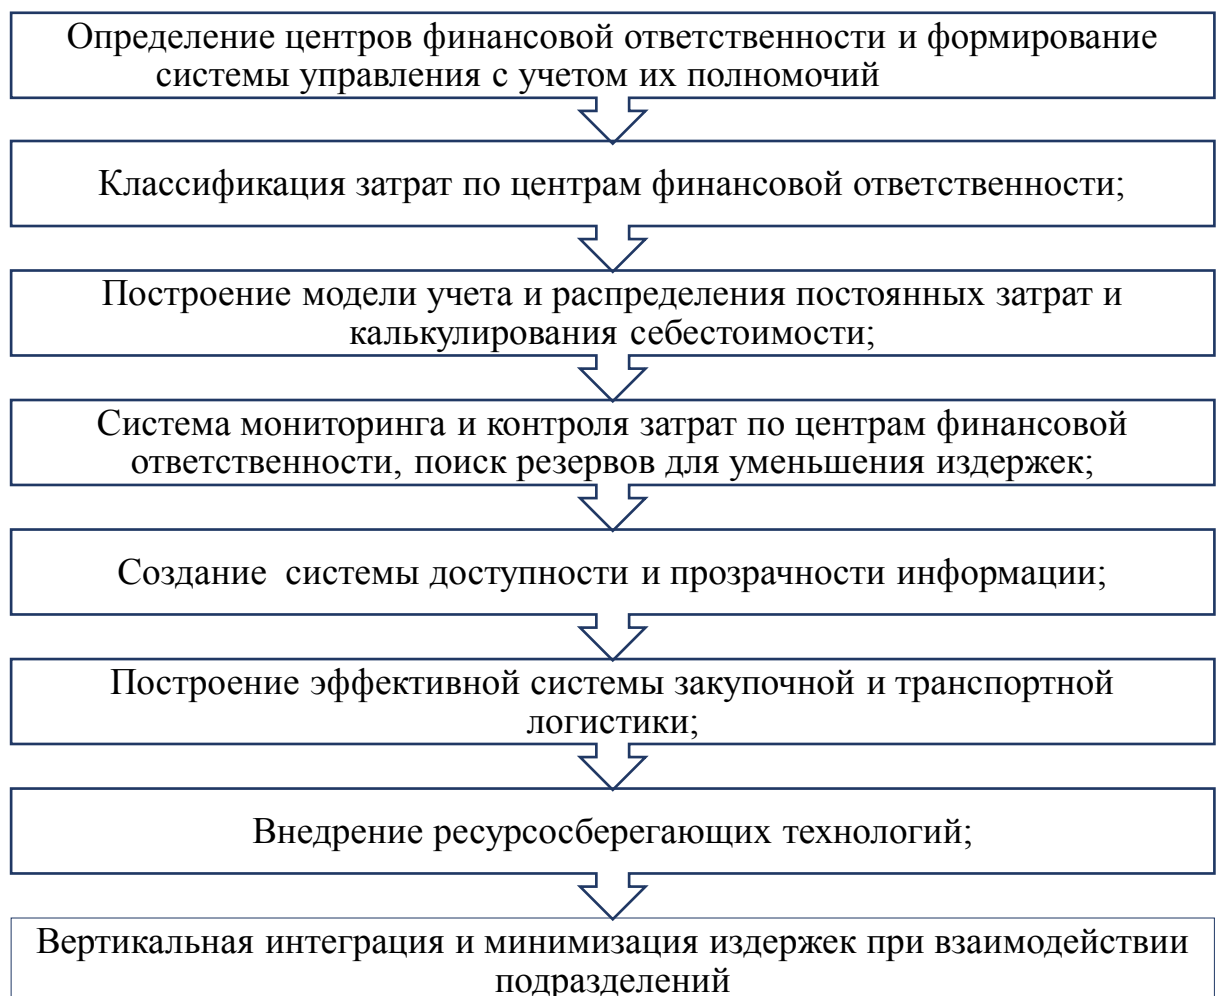 Определение центров финансовой ответственности и формирование
системы управления с учетом их полномочий
Классификация затрат по центрам финансовой ответственности;
Построение модели учета и распределения постоянных затрат и
калькулирования себестоимости;
Система мониторинга и контроля затрат по центрам финансовой
ответственности, поиск резервов для уменьшения издержек;
Создание  системы доступности и прозрачности информации;
Построение эффективной системы закупочной и транспортной
логистики;
Внедрение ресурсосберегающих технологий;
Вертикальная интеграция и минимизация издержек при взаимодействии
подразделений